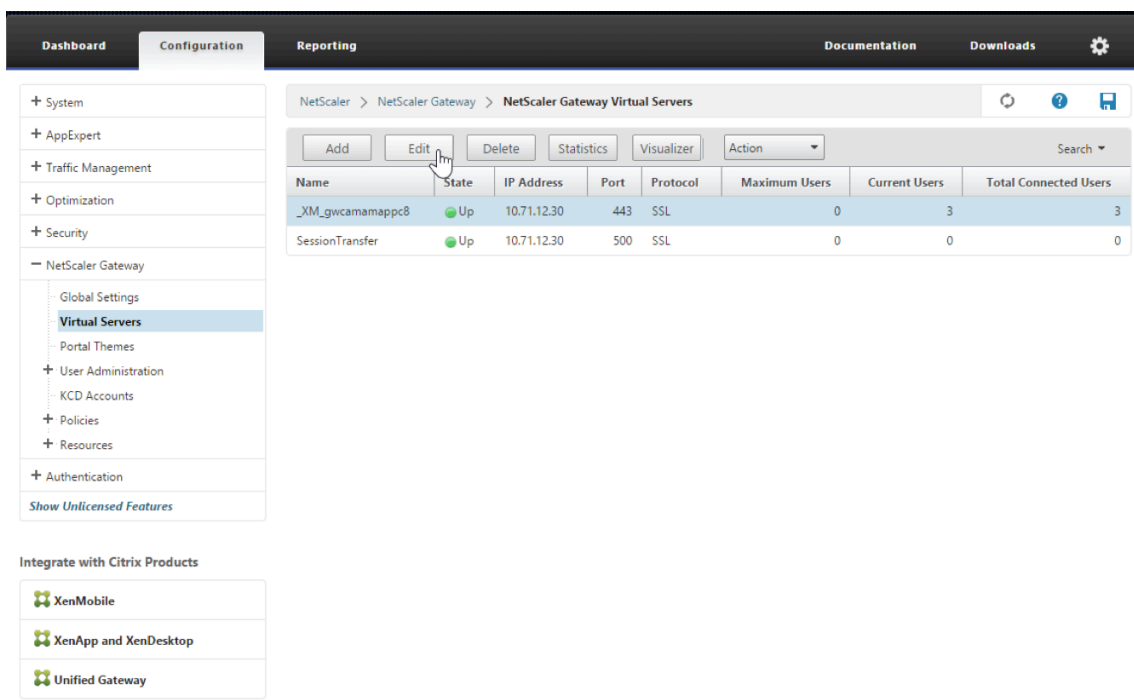 Dashboard Configuration Reporting Documentation Downloads
+ System
+ AppExpert
+ Traffic Management
+ Optimization
+ Security
− NetScaler Gateway
Global Settings
Virtual Servers
Portal Themes
+ User Administration
KCD Accounts
+ Policies
+ Resources
+ Authentication
Show Unlicensed Features
Integrate with Citrix Products
XenMobile
XenApp and XenDesktop
Unified Gateway
NetScaler > NetScaler Gateway > NetScaler Gateway Virtual Servers ?
Add Edit Delete Statistics Visualizer Action Search
Name State IP Address Port Protocol Maximum Users Current Users Total Connected Users
_XM_gwcamamappc8 Up 10.71.12.30 443 SSL 0 3 3
SessionTransfer Up 10.71.12.30 500 SSL 0 0 0